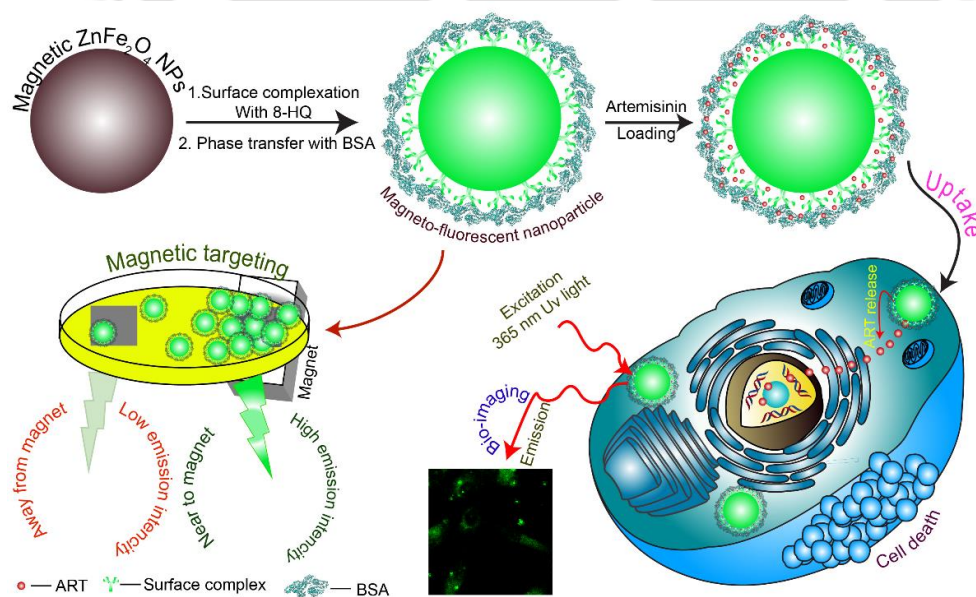 Magnetic ZnFe₂O₄ NPs
1.Surface complexation
With 8-HQ
2. Phase transfer with BSA
Magneto-fluorescent nanoparticle
Artemisinin
Loading
Uptake
Magnetic targeting
Magnet
Away from magnet
Low emission intencity
Near to magnet
High emission intencity
Excitation
365 nm Uv light
Bio-imaging
Emission
ART release
Cell death
ART
Surface complex
BSA